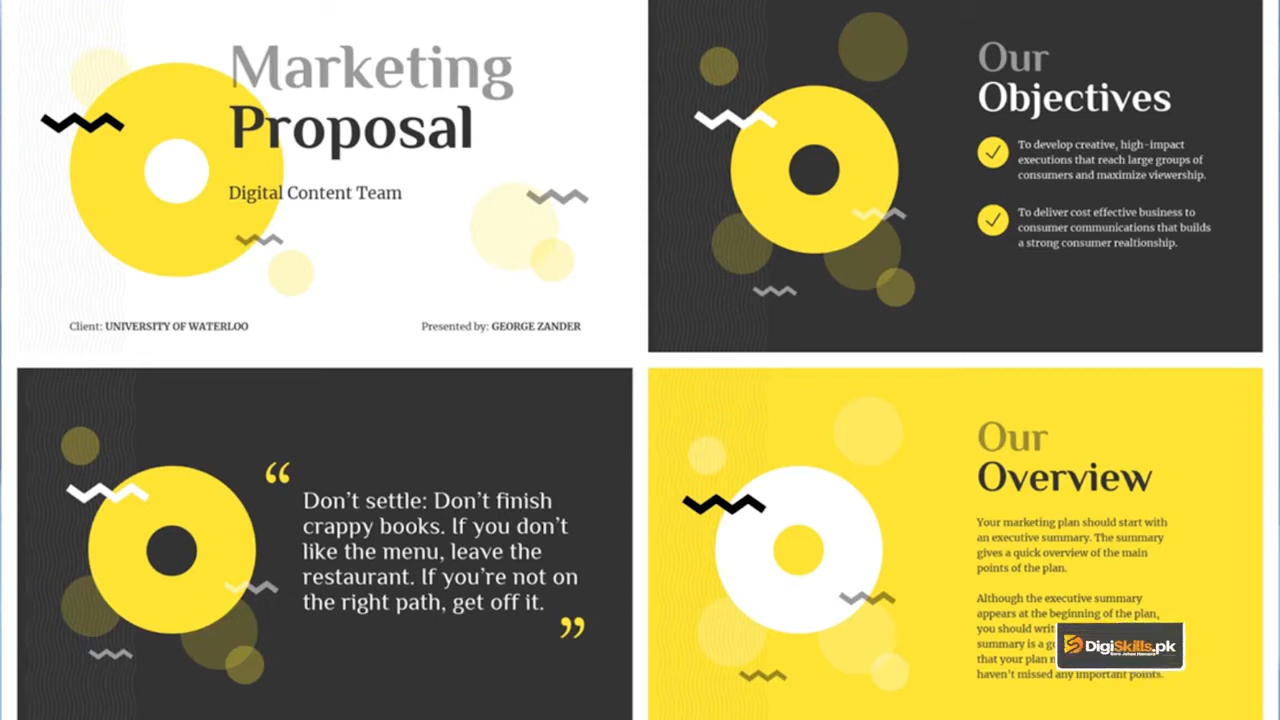 Marketing
Proposal
Digital Content Team
Client: UNIVERSITY OF WATERLOO
Presented by: GEORGE ZANDER
Our
Objectives
To develop creative, high-impact
executions that reach large groups of
consumers and maximize viewership.
To deliver cost effective business to
consumer communications that builds
a strong consumer realtionship.
“
Don’t settle: Don’t finish
crappy books. If you don’t
like the menu, leave the
restaurant. If you’re not on
the right path, get off it.
”
Our
Overview
Your marketing plan should start with
an executive summary. The summary
gives a quick overview of the main
points of the plan.
Although the executive summary
appears at the beginning of the plan,
you should
summary is a
that your plan
haven’t missed any important points.
DigiSkills.pk